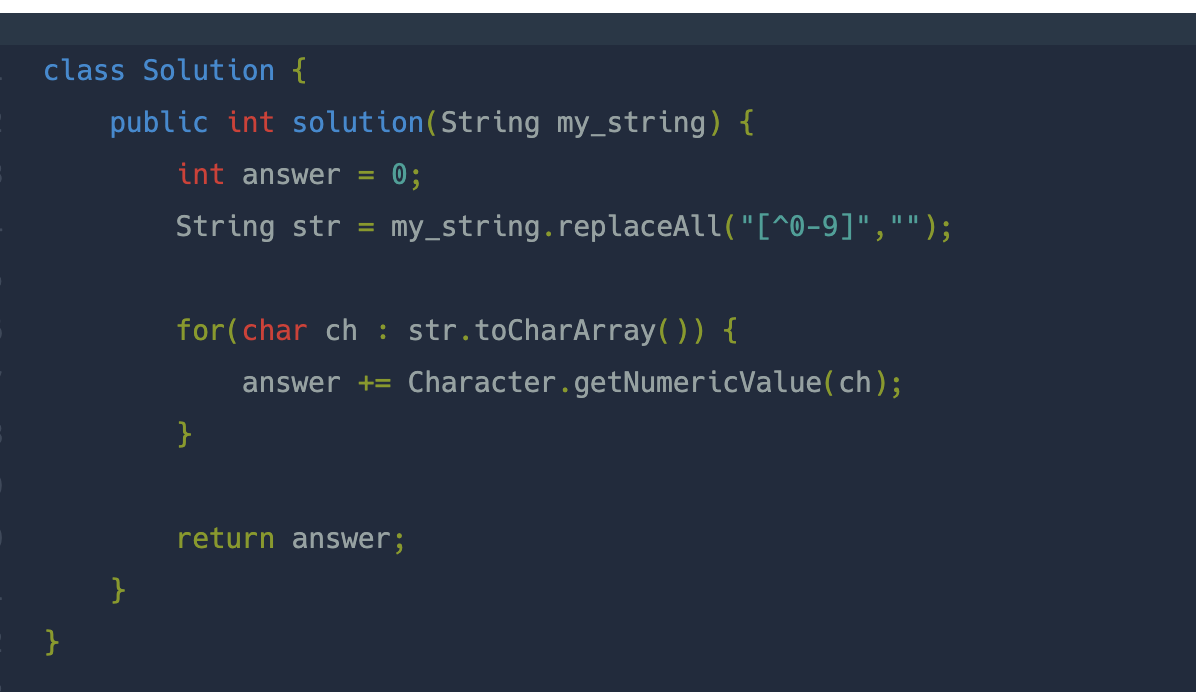 class Solution {
    public int solution(String my_string) {
        int answer = 0;
        String str = my_string.replaceAll("[^0-9]","");

        for(char ch : str.toCharArray()) {
            answer += Character.getNumericValue(ch);
        }

        return answer;
    }
}